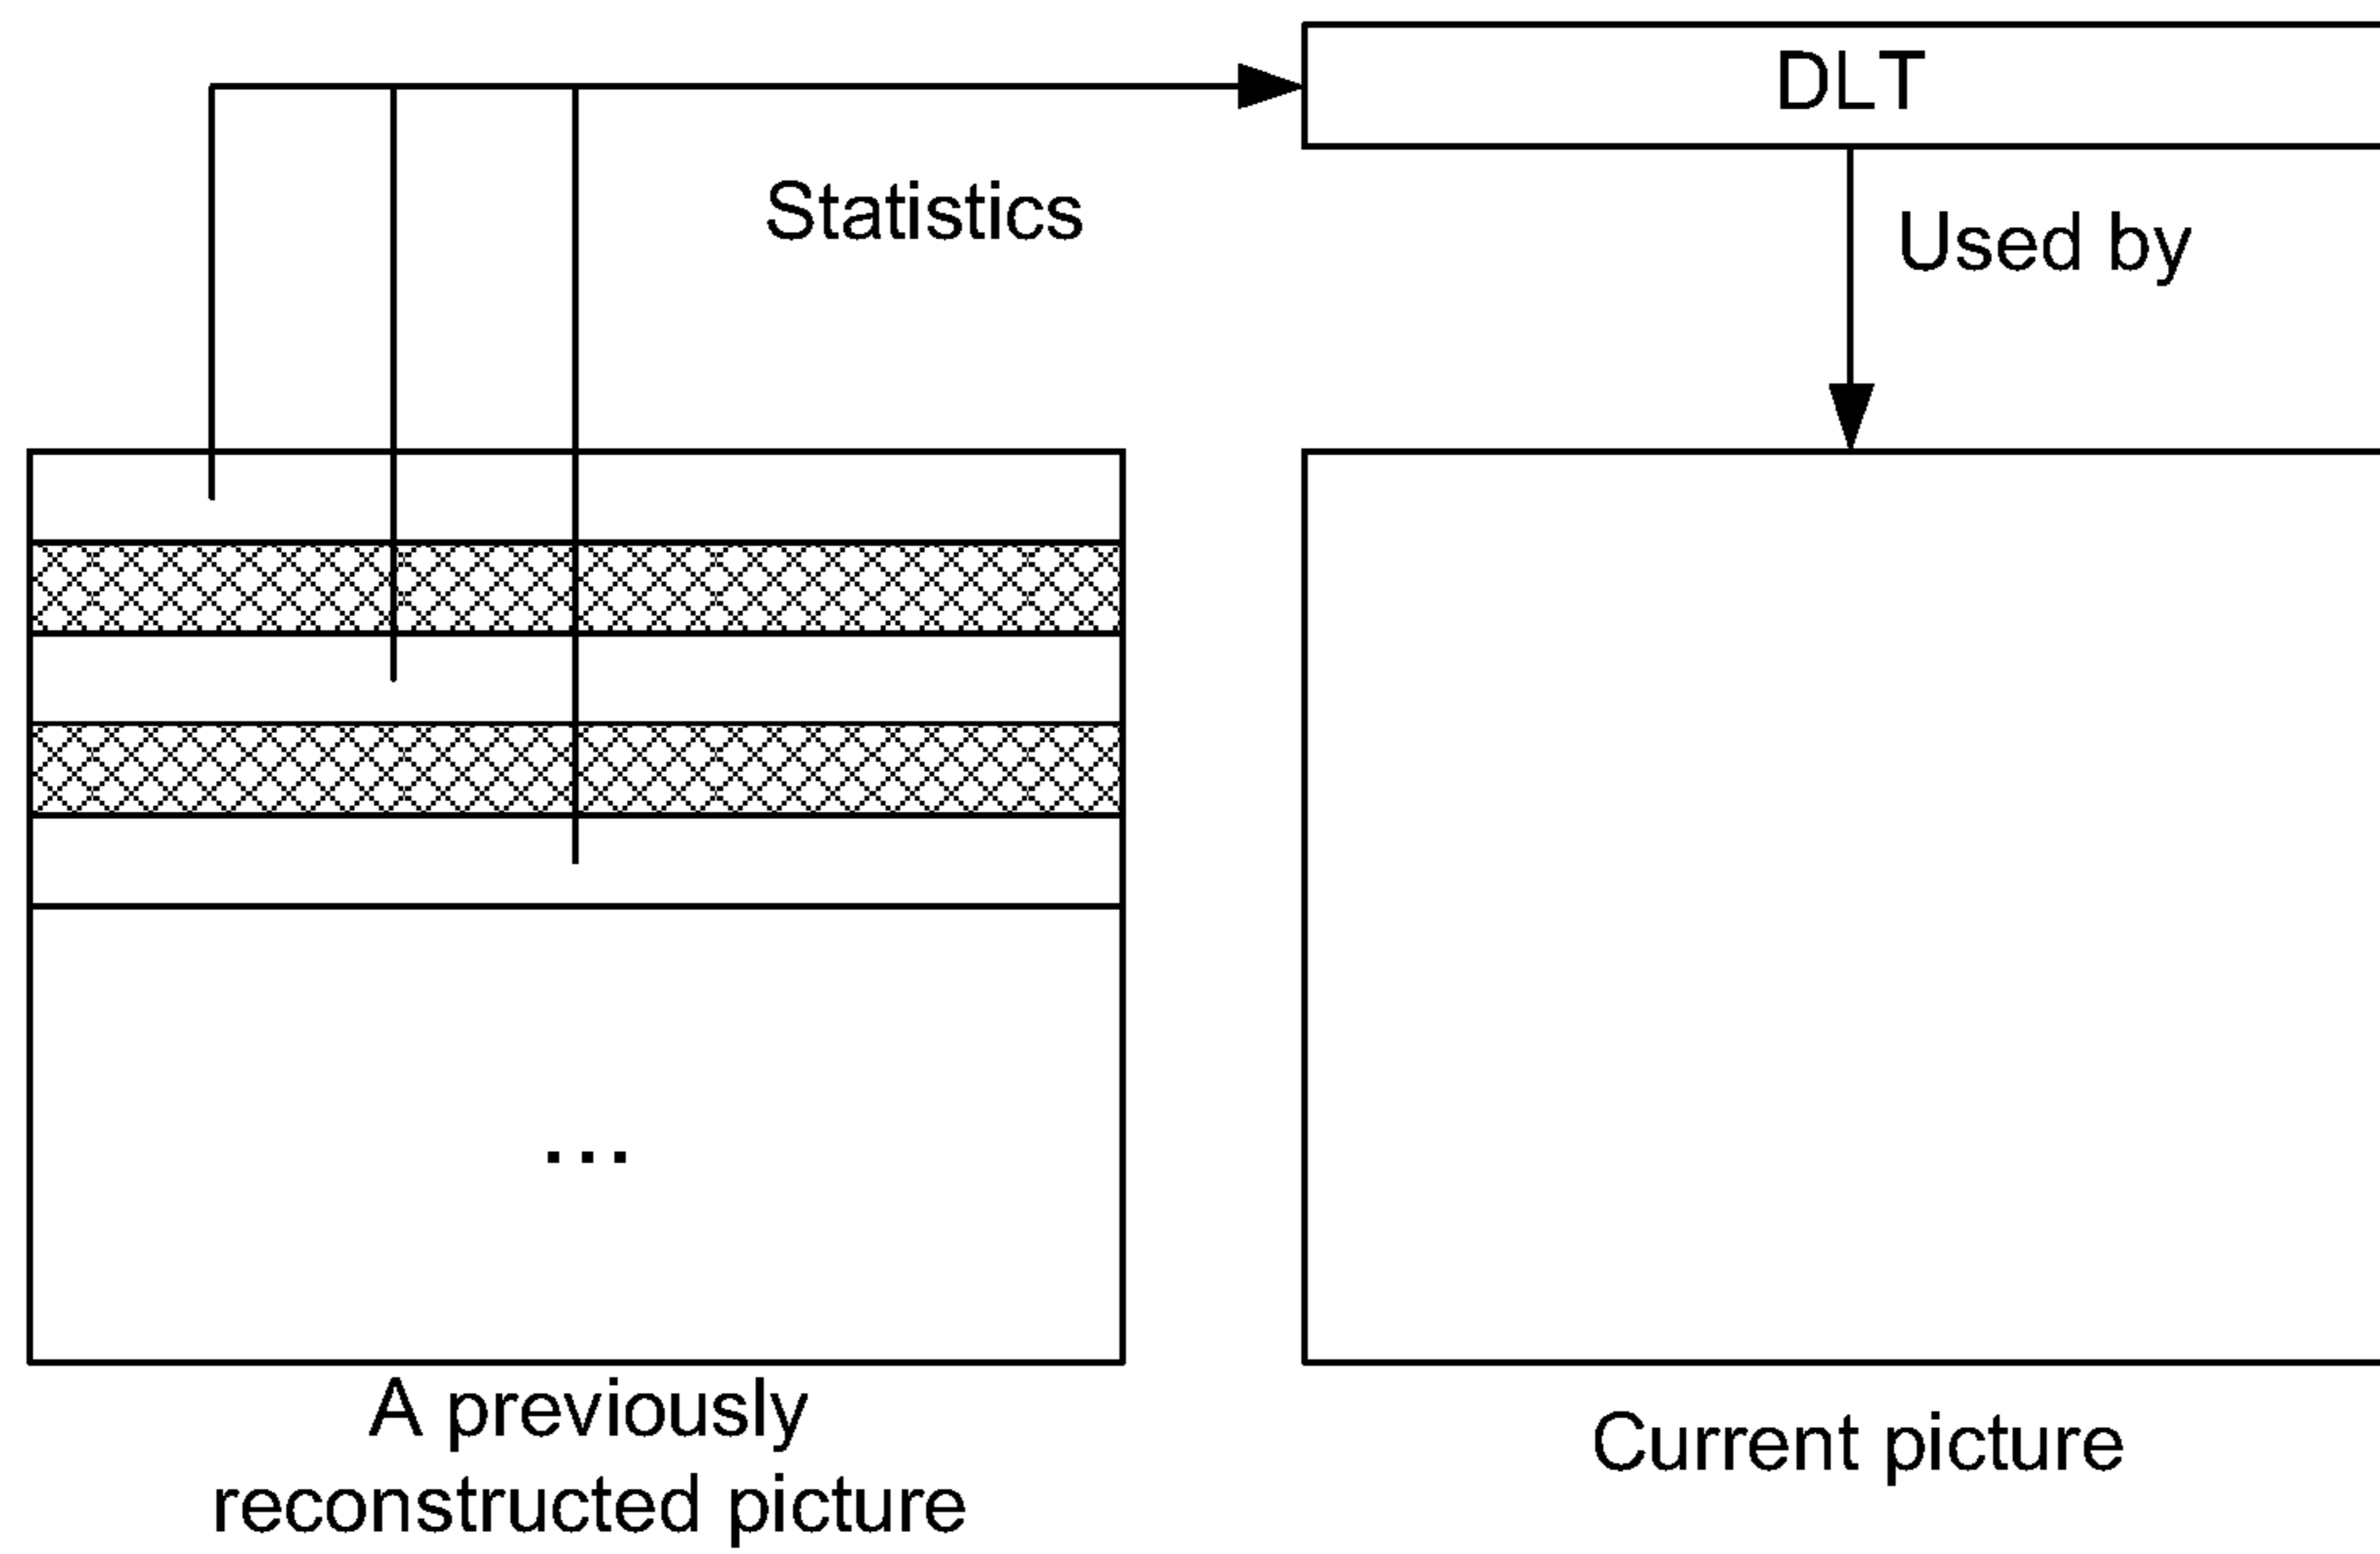 DLT
Statistics
Used by
....
A previously
reconstructed picture
Current picture